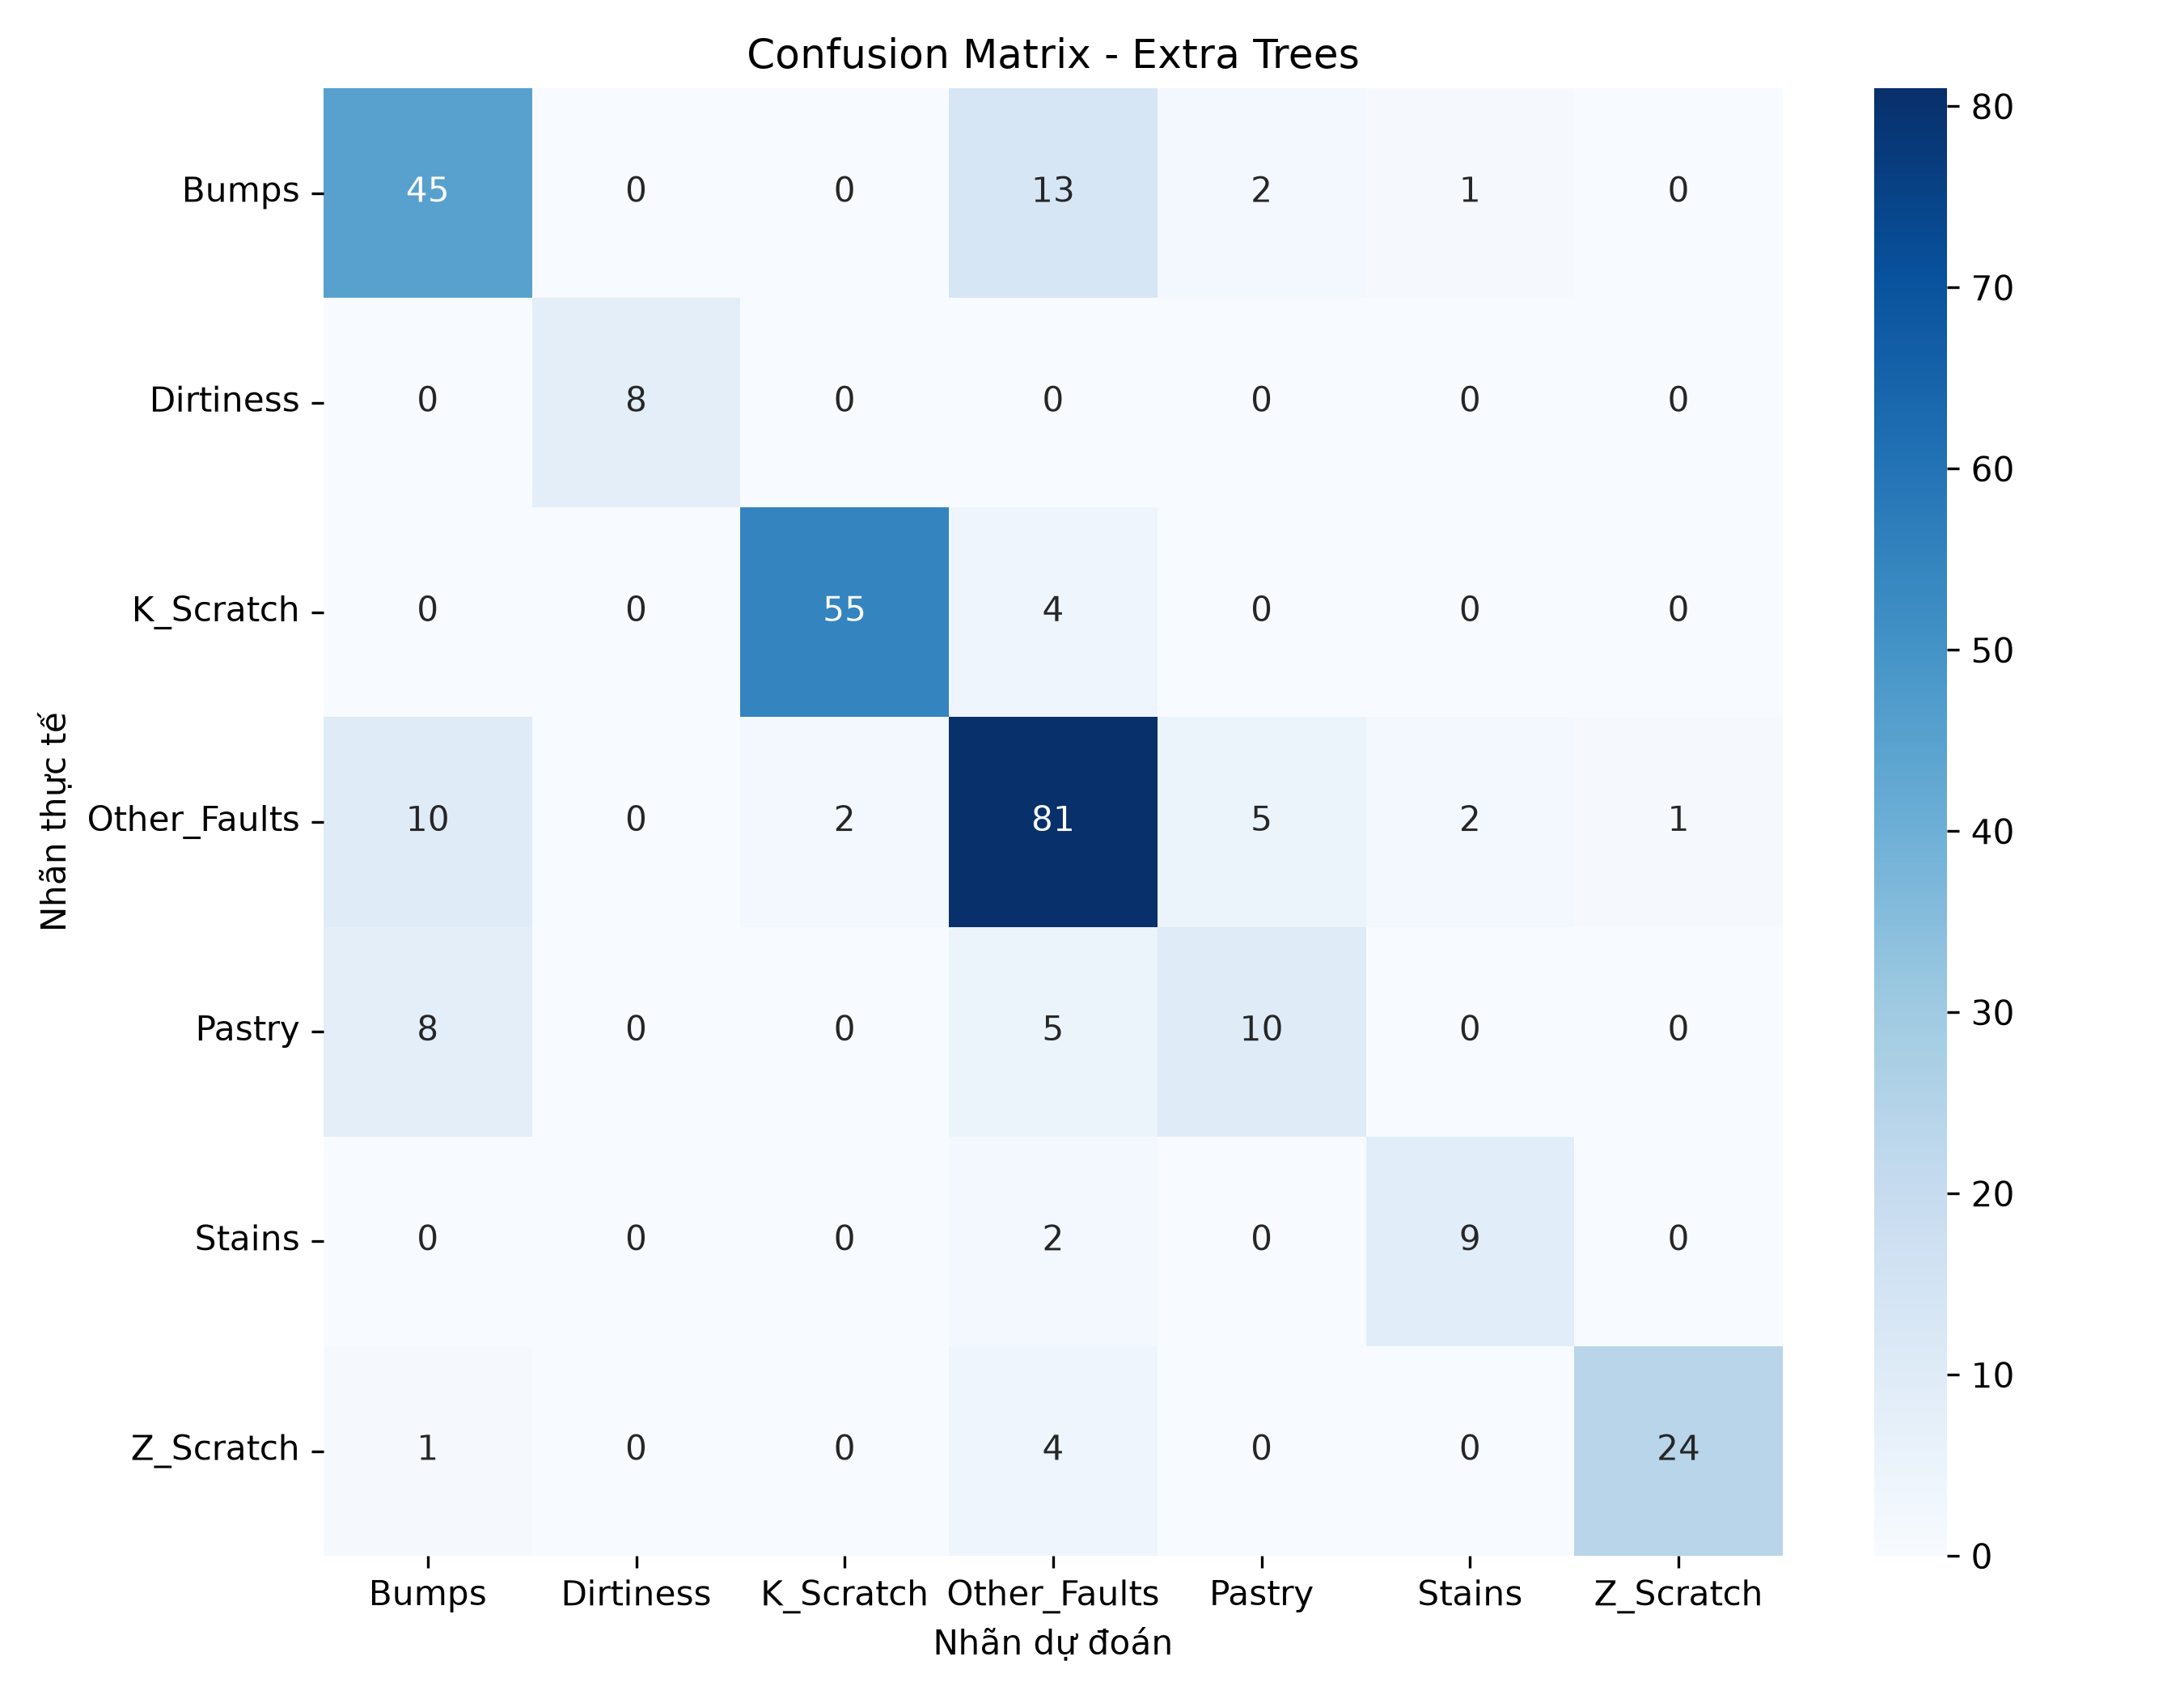 Confusion Matrix - Extra Trees
Bumps 45 0 0 13 2 1 0
Dirtiness 0 8 0 0 0 0 0
K_Scratch 0 0 55 4 0 0 0
Other_Faults 10 0 2 81 5 2 1
Pastry 8 0 0 5 10 0 0
Stains 0 0 0 2 0 9 0
Z_Scratch 1 0 0 4 0 0 24
Bumps Dirtiness K_Scratch Other_Faults Pastry Stains Z_Scratch
Nhãn dự đoán
Nhãn thực tế
80
70
60
50
40
30
20
10
0